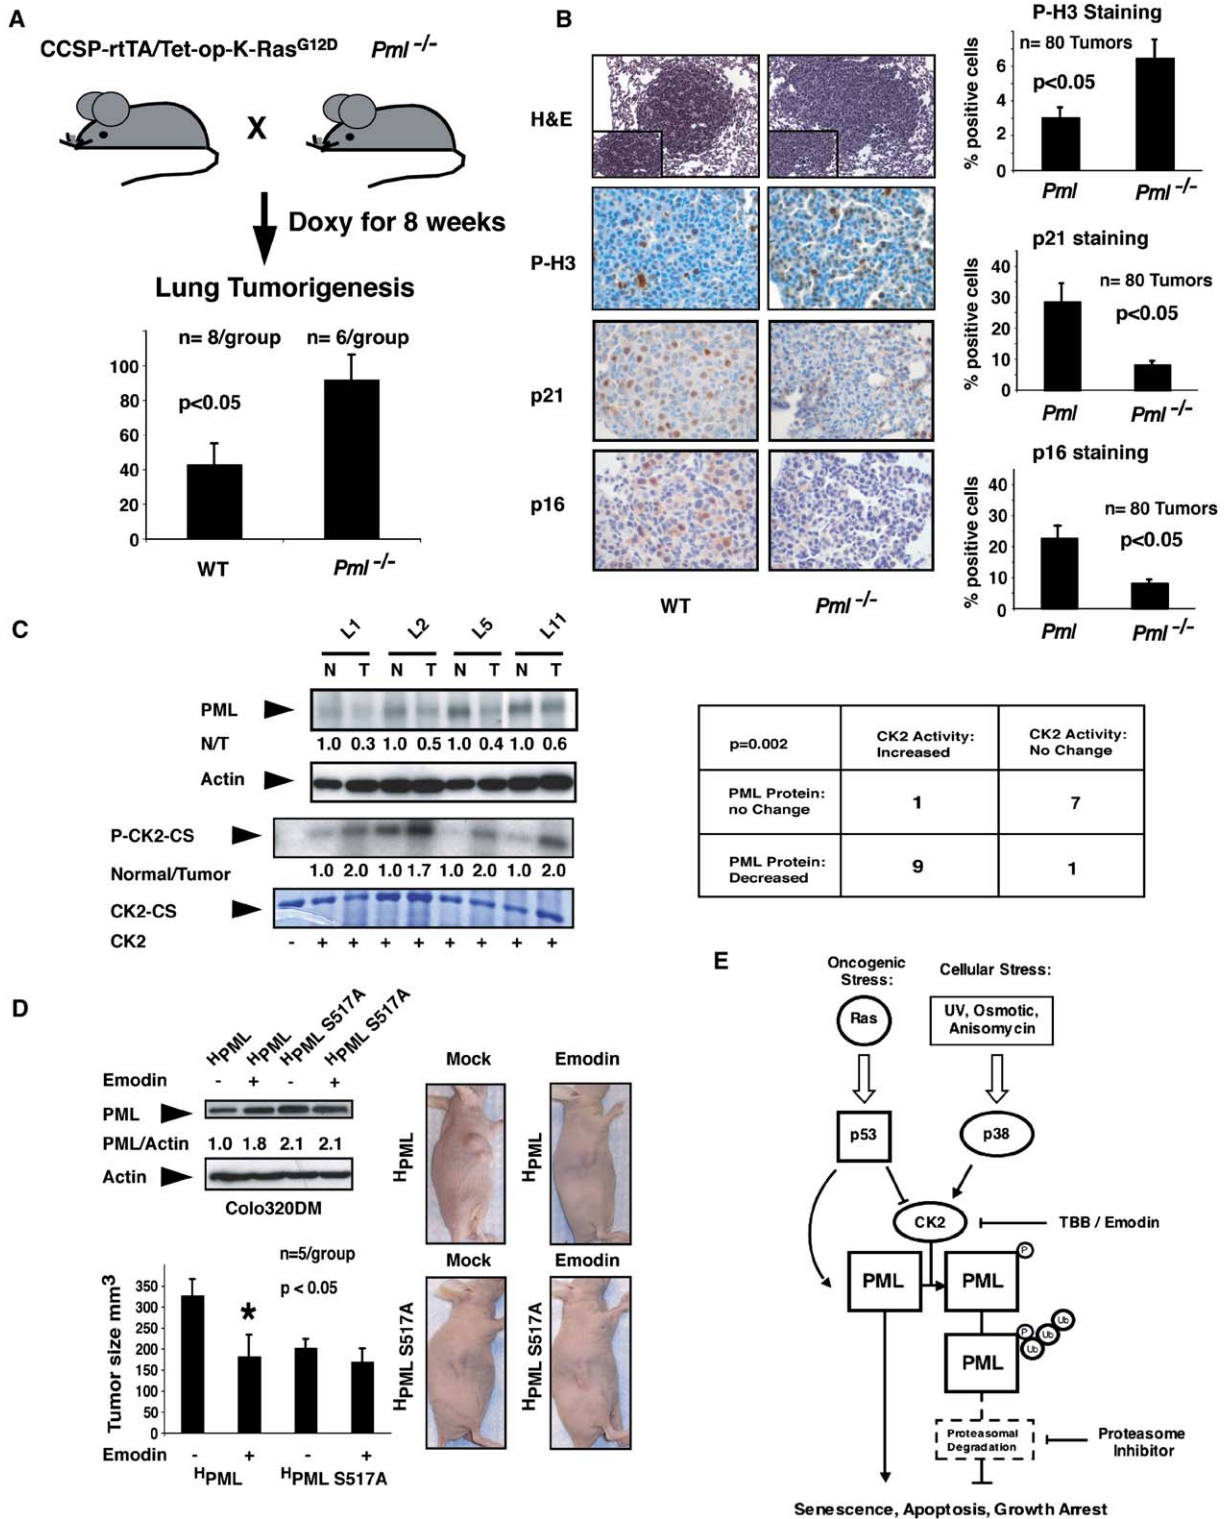 A
CCSP-rtTA/Tet-op-K-Ras^G12D Pml -/-
X
Doxy for 8 weeks
Lung Tumorigenesis
n= 8/group n= 6/group
p<0.05
100
80
60
40
20
0
WT Pml -/-
B
H&E
P-H3
p21
p16
WT Pml -/-
P-H3 Staining
n= 80 Tumors
p<0.05
% positive cells
6
4
2
0
Pml Pml -/-
p21 staining
n= 80 Tumors
p<0.05
% positive cells
40
30
20
10
0
Pml Pml -/-
p16 staining
n= 80 Tumors
p<0.05
% positive cells
40
30
20
10
0
Pml Pml -/-
C
L1 L2 L5 L11
N T N T N T N T
PML
N/T 1.0 0.3 1.0 0.5 1.0 0.4 1.0 0.6
Actin
P-CK2-CS
Normal/Tumor 1.0 2.0 1.0 1.7 1.0 2.0 1.0 2.0
CK2-CS
CK2 - + + + + + + + +
p=0.002
CK2 Activity:
Increased
CK2 Activity:
No Change
PML Protein:
no Change
1 7
PML Protein:
Decreased
9 1
D
HPML HPML HPML S517A HPML S517A
Emodin - + - +
PML
PML/Actin 1.0 1.8 2.1 2.1
Actin
Colo320DM
n=5/group
p < 0.05
Tumor size mm3
350
300
250
200
150
100
50
0
*
Emodin - + - +
HPML HPML S517A
Mock Emodin
HPML HPML
Mock Emodin
HPML S517A HPML S517A
E
Oncogenic
Stress:
Cellular Stress:
Ras
UV, Osmotic,
Anisomycin
p53 p38
CK2
TBB / Emodin
PML PML P
PML P Ub Ub Ub
Proteasomal
Degradation
Proteasome
Inhibitor
Senescence, Apoptosis, Growth Arrest